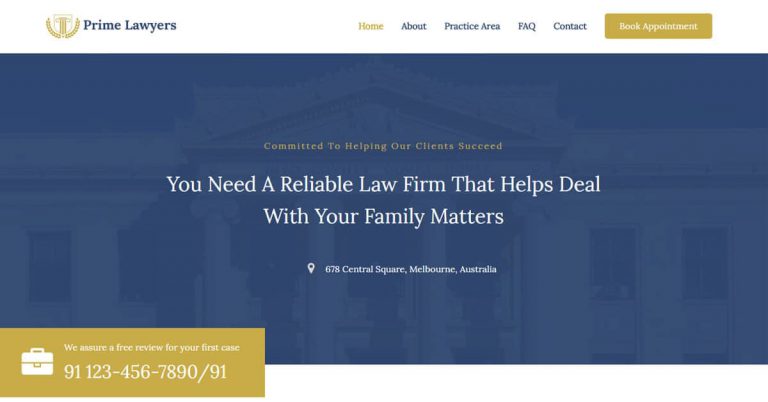 Prime Lawyers
Home About Practice Area FAQ Contact Book Appointment
Committed To Helping Our Clients Succeed
You Need A Reliable Law Firm That Helps Deal
With Your Family Matters
678 Central Square, Melbourne, Australia
We assure a free review for your first case
91 123-456-7890/91